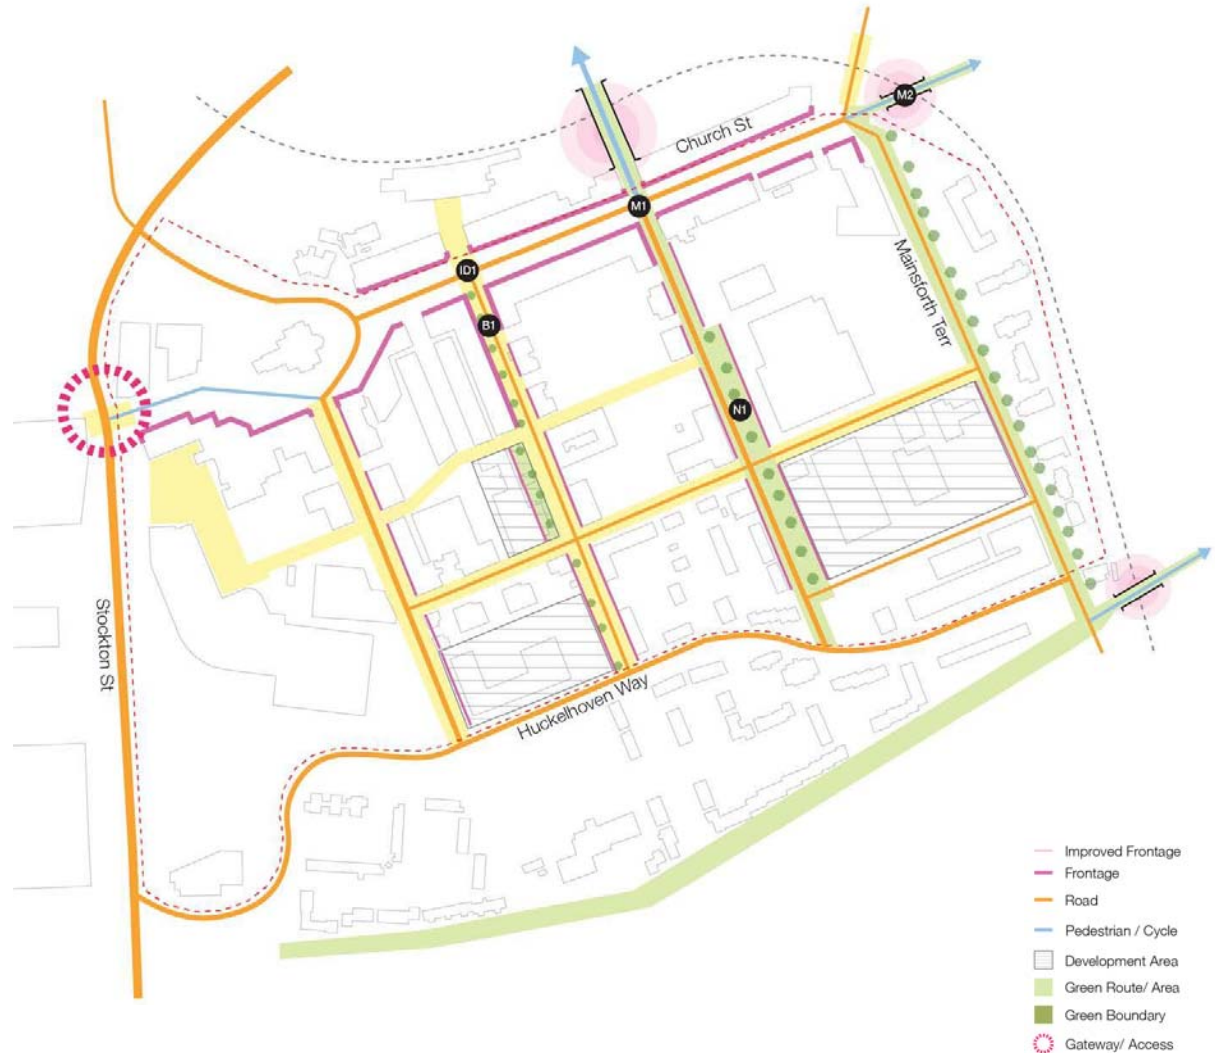 M2
Church St
M1
Mainsforth Terr
ID1
B1
N1
Stockton St
Huckelhoven Way
Improved Frontage
Frontage
Road
Pedestrian / Cycle
Development Area
Green Route/ Area
Green Boundary
Gateway/ Access